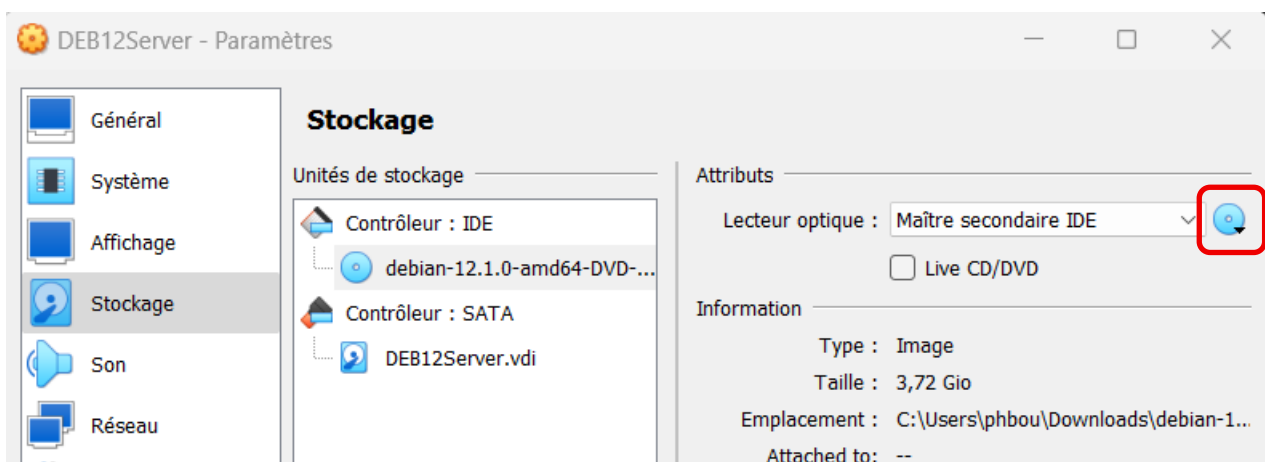 DEB12Server - Paramètres
Général
Système
Affichage
Stockage
Son
Réseau
Stockage
Unités de stockage
Contrôleur : IDE
debian-12.1.0-amd64-DVD-...
Contrôleur : SATA
DEB12Server.vdi
Attributs
Lecteur optique : Maître secondaire IDE
Live CD/DVD
Information
Type : Image
Taille : 3,72 Gio
Emplacement : C:\Users\phbou\Downloads\debian-1...
Attached to: --